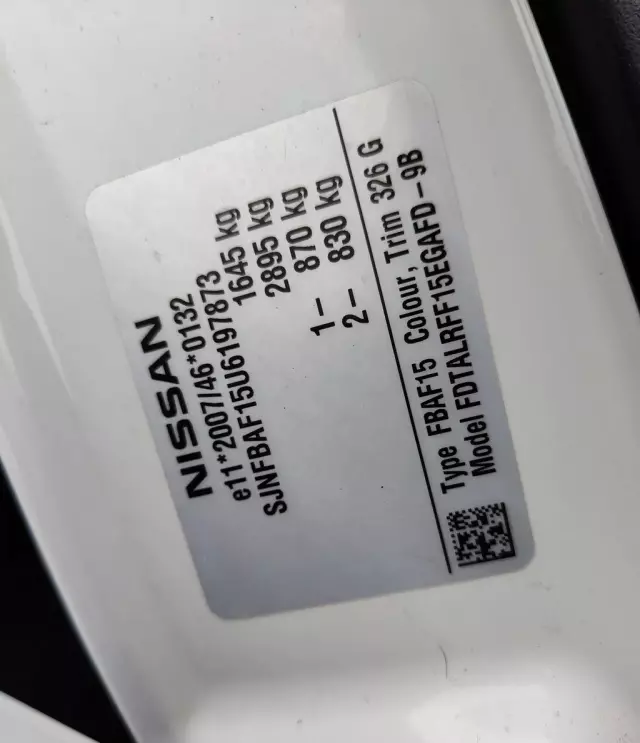 NISSAN
e11*2007/46*0132
SJNFBAF15U6197873
1645 kg
2895 kg
1– 870 kg
2– 830 kg
Type FBAF15 Colour, Trim 326 G
Model FDTALRFF15EGAFD – 9B